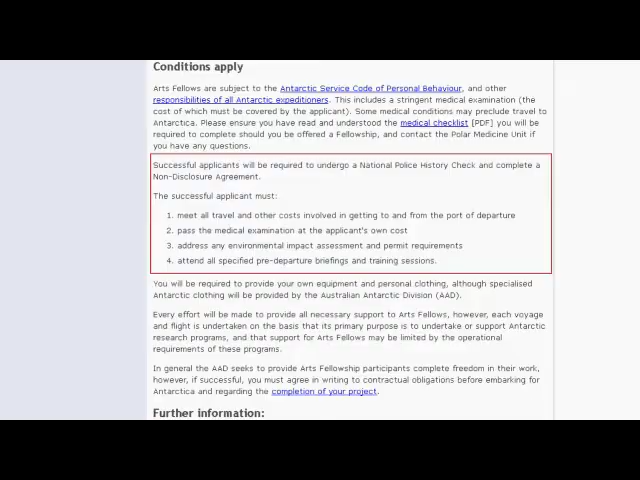 Conditions apply
Arts Fellows are subject to the Antarctic Service Code of Personal Behaviour, and other
responsibilities of all Antarctic expeditioners. This includes a stringent medical examination (the
cost of which must be covered by the applicant). Some medical conditions may preclude travel to
Antarctica. Please ensure you have read and understood the medical checklist [PDF] you will be
required to complete should you be offered a Fellowship, and contact the Polar Medicine Unit if
you have any questions.
Successful applicants will be required to undergo a National Police History Check and complete a
Non-Disclosure Agreement.
The successful applicant must:
1. meet all travel and other costs involved in getting to and from the port of departure
2. pass the medical examination at the applicant's own cost
3. address any environmental impact assessment and permit requirements
4. attend all specified pre-departure briefings and training sessions.
You will be required to provide your own equipment and personal clothing, although specialised
Antarctic clothing will be provided by the Australian Antarctic Division (AAD).
Every effort will be made to provide all necessary support to Arts Fellows, however, each voyage
and flight is undertaken on the basis that its primary purpose is to undertake or support Antarctic
research programs, and that support for Arts Fellows may be limited by the operational
requirements of these programs.
In general the AAD seeks to provide Arts Fellowship participants complete freedom in their work,
however, if successful, you must agree in writing to contractual obligations before embarking for
Antarctica and regarding the completion of your project.
Further information: